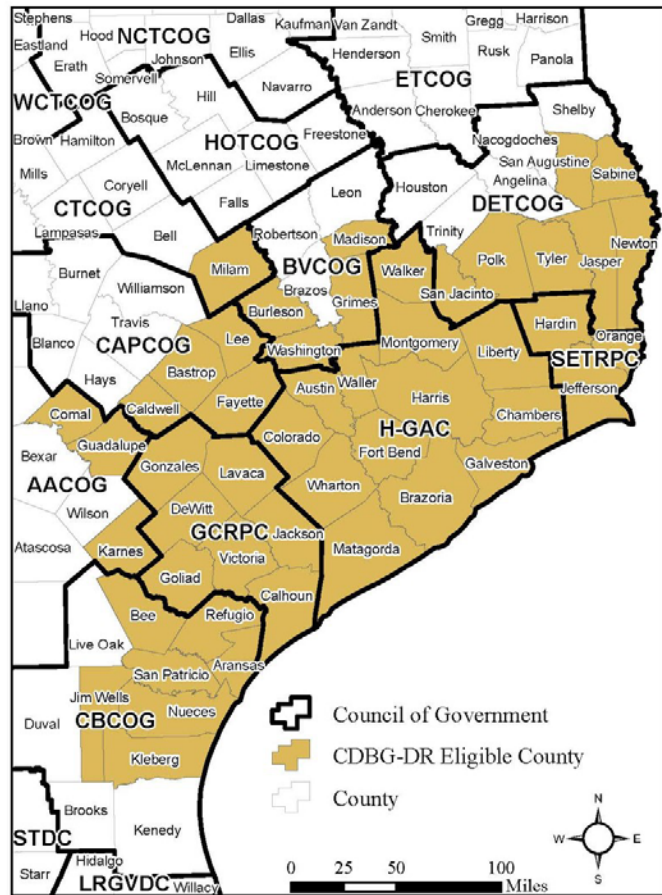 Stephens
Dallas
Gregg
Harrison
Eastland
Hood
NCTCOG
Kaufman
Van Zandt
Smith
Erath
Johnson
Ellis
Henderson
Rusk
Panola
Somervell
Navarro
ETCOG
WCTCOG
Hill
Bosque
Anderson
Cherokee
Shelby
Brown
Hamilton
HOTCOG
Freestone
Nacogdoches
Mills
McLennan
Limestone
San Augustine
Sabine
Coryell
Leon
Houston
Angelina
CTCOG
Falls
DETCOG
Lampasas
Bell
Robertson
Madison
Trinity
Newton
Burnet
Milam
BVCOG
Walker
Polk
Tyler
Jasper
Llano
Williamson
Brazos
Grimes
San Jacinto
Burleson
Travis
Hardin
Blanco
CAPCOG
Lee
Washington
Montgomery
Liberty
Orange
Bastrop
SETRPC
Hays
Austin
Waller
Jefferson
Comal
Caldwell
Fayette
Harris
Chambers
Guadalupe
Colorado
H-GAC
Bexar
Gonzales
Lavaca
Fort Bend
Galveston
AACOG
Wharton
Brazoria
Wilson
DeWitt
Atascosa
GCRPC
Jackson
Karnes
Victoria
Matagorda
Goliad
Calhoun
Bee
Refugio
Live Oak
Aransas
San Patricio
Jim Wells
Duval
Nueces
CBCOG
Kleberg
Brooks
Kenedy
STDC
Hidalgo
Starr
LRGVDC
Willacy
Council of Government
CDBG-DR Eligible County
County
N
W
E
S
0 25 50 100
Miles